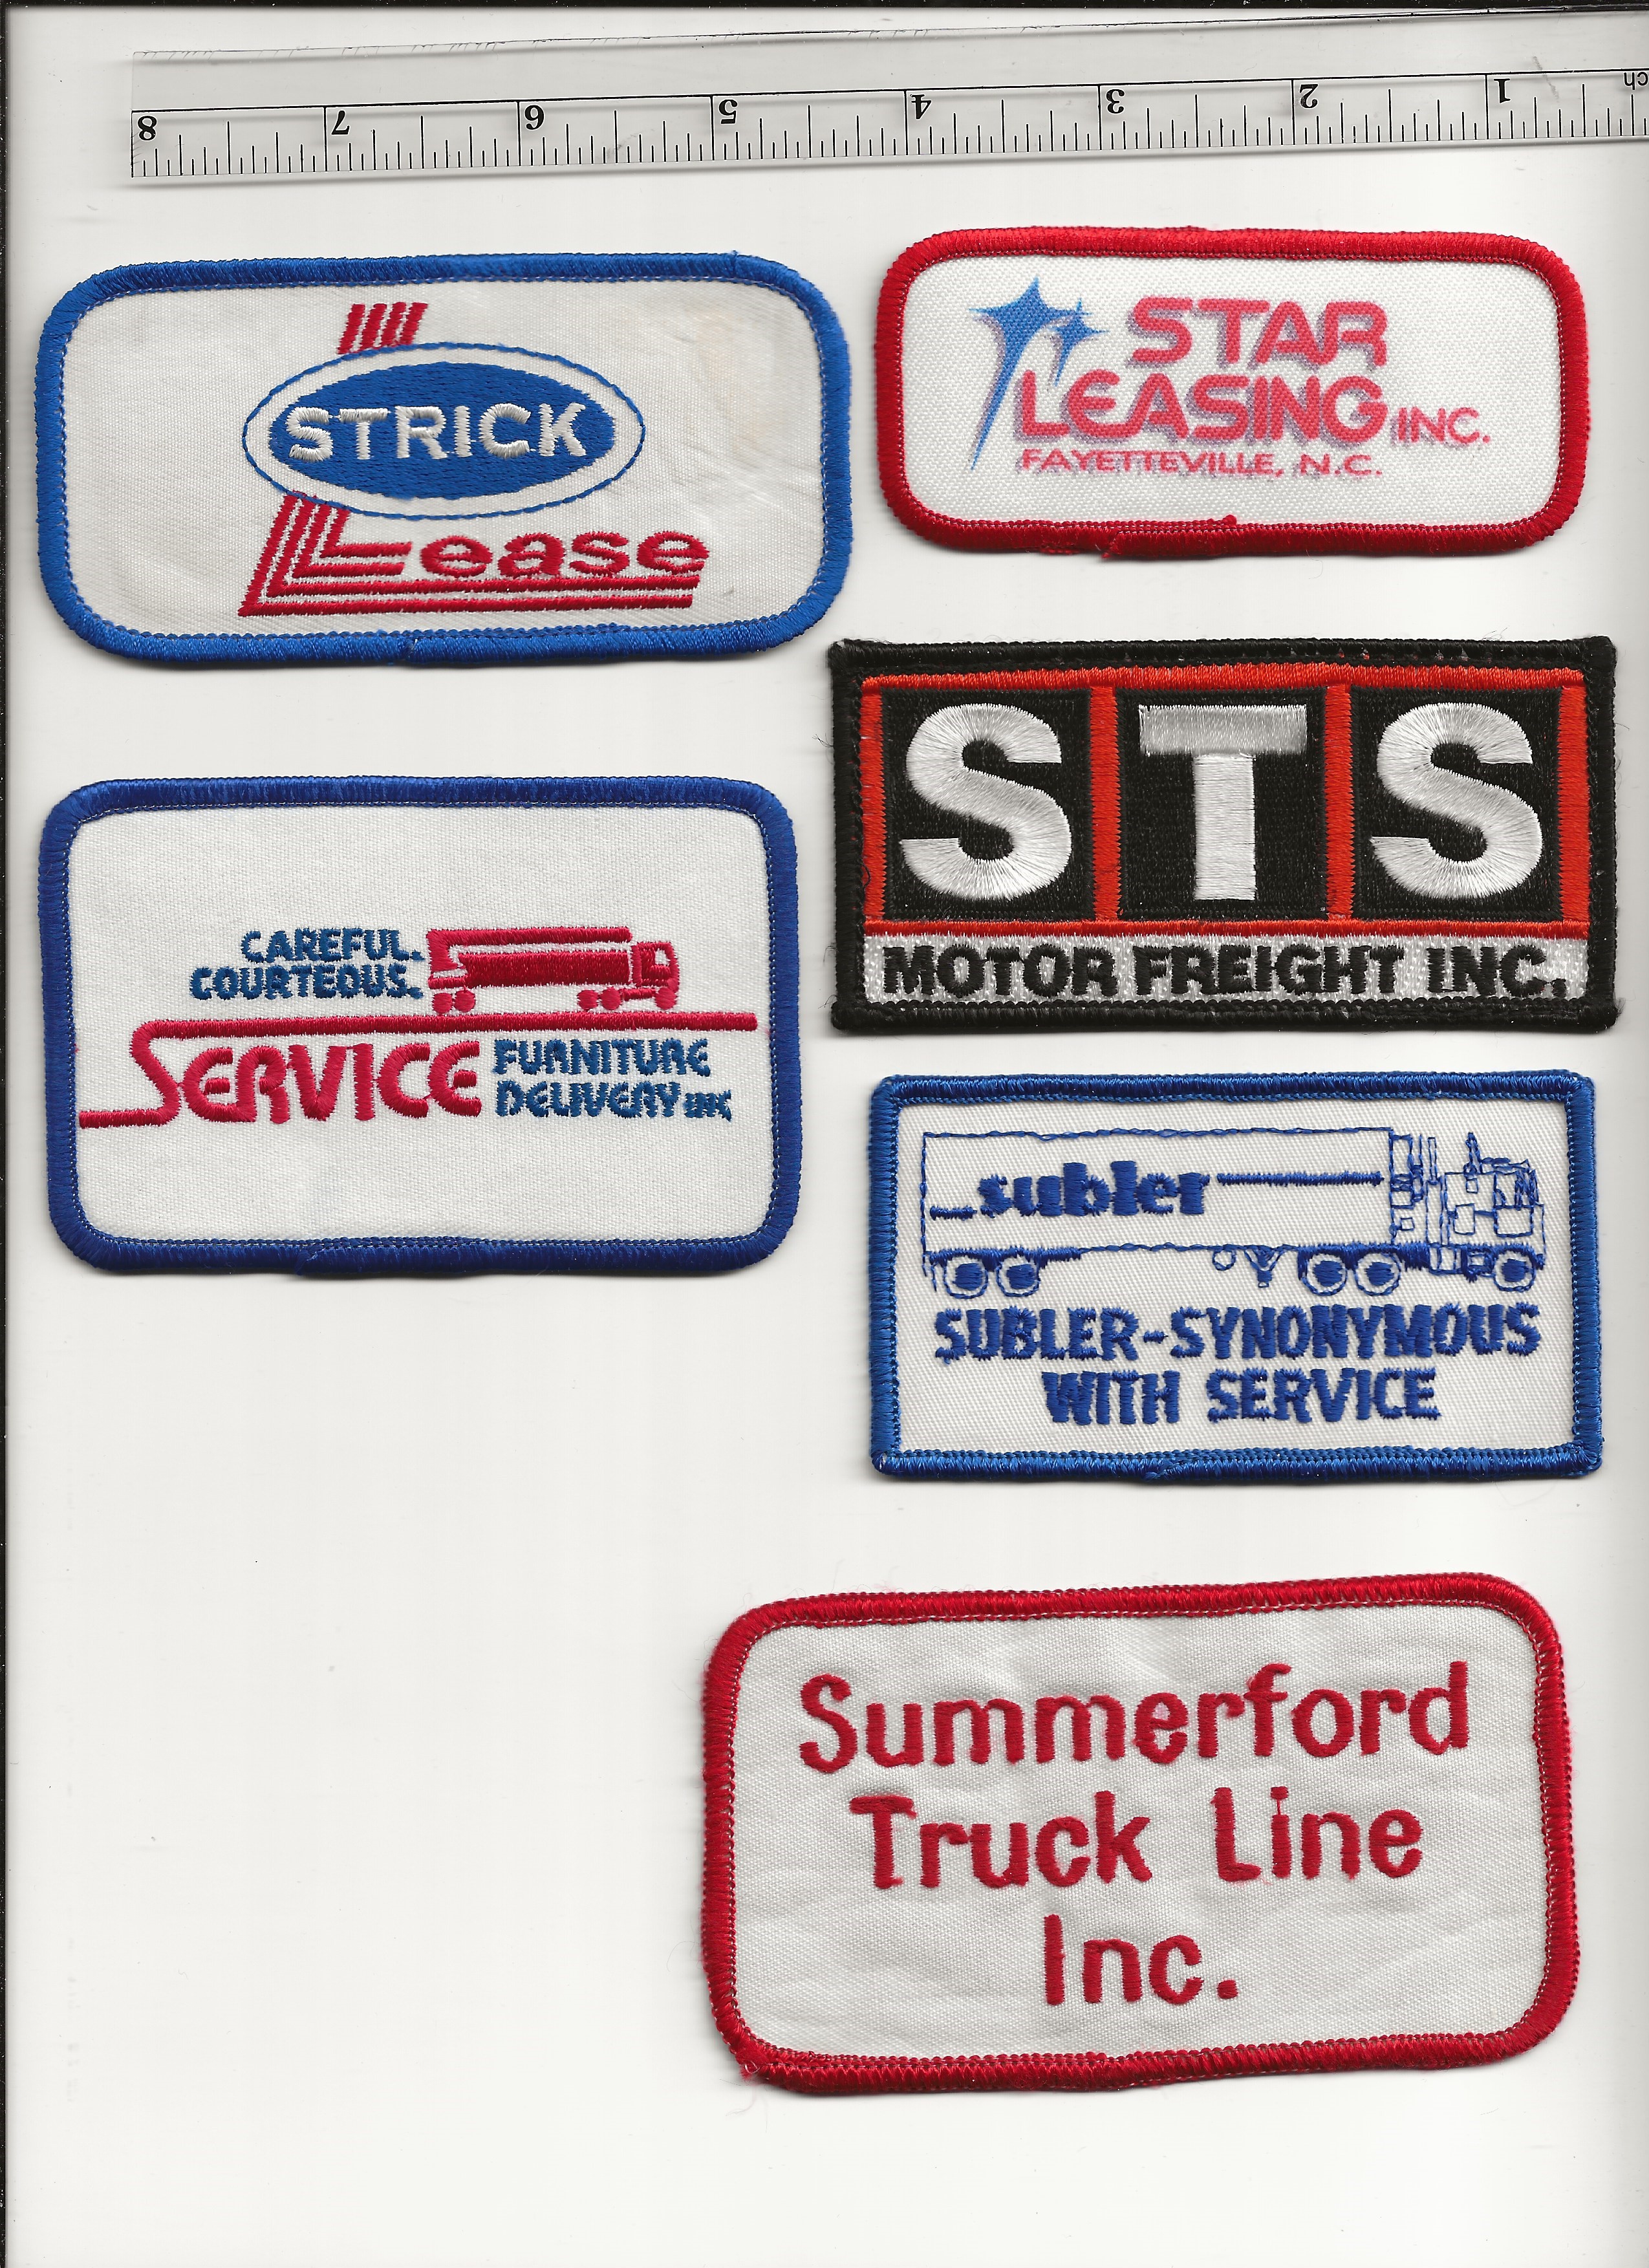 8 7 6 5 4 3 2 1 ch
STRICK
Lease
STAR
LEASING INC.
FAYETTEVILLE, N.C.
STS
MOTOR FREIGHT INC.
CAREFUL.
COURTEOUS.
SERVICE FURNITURE
DELIVERY INC
subler
SUBLER-SYNONYMOUS
WITH SERVICE
Summerford
Truck Line
Inc.